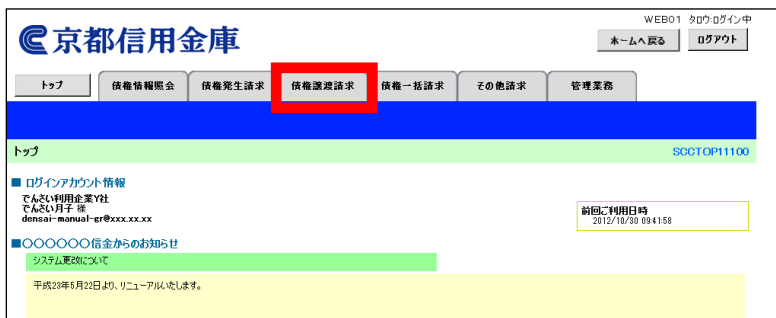 WEB01 タロウ:ログイン中
京都信用金庫
ホームへ戻る ログアウト
トップ 債権情報照会 債権発生請求 債権譲渡請求 債権一括請求 その他請求 管理業務
トップ SCCTOP11100
■ ログインアカウント情報
でんさい利用企業Y社
でんさい月子 様
densai-manual-gr@xxx.xx.xx
前回ご利用日時
2012/10/30 09:41:58
■〇〇〇〇〇〇信金からのお知らせ
システム更改について
平成23年5月22日より、リニューアルいたします。